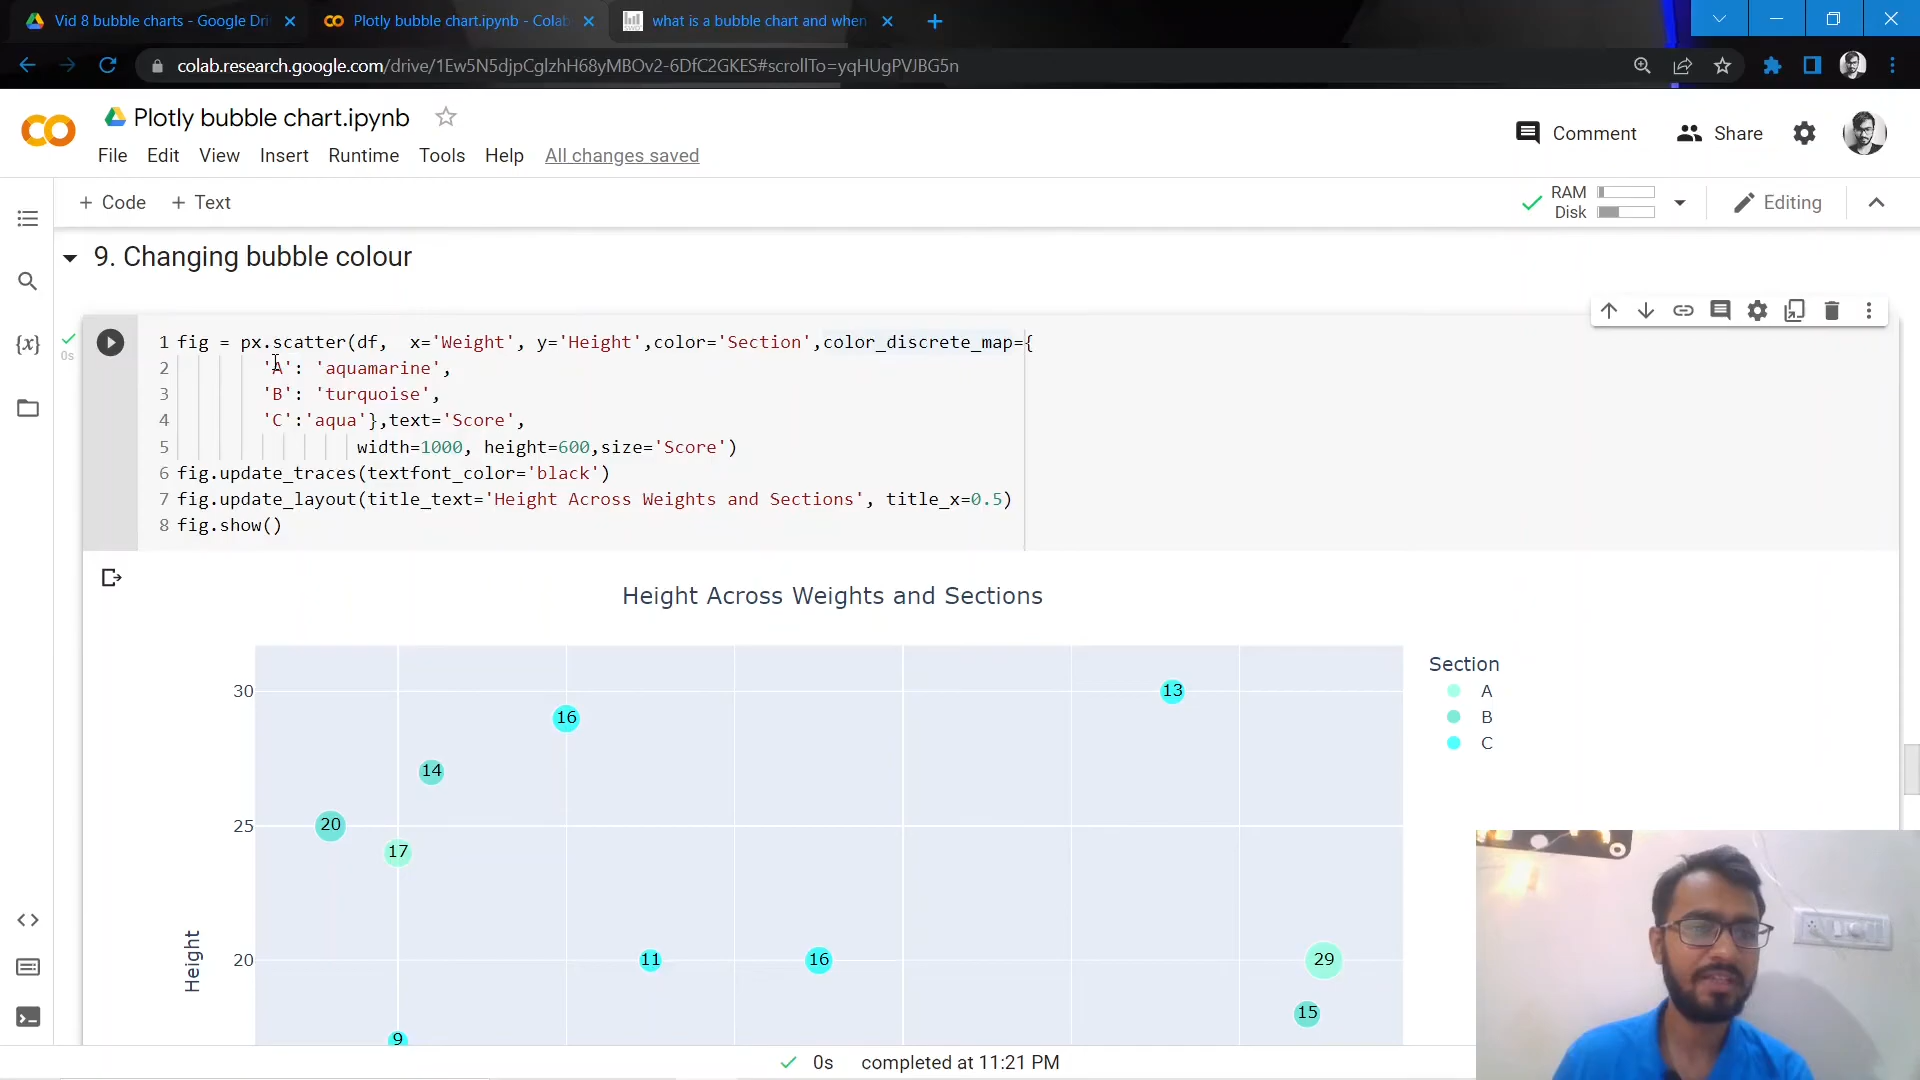 Vid 8 bubble charts - Google Dri
Plotly bubble chart.ipynb - Colab
what is a bubble chart and when
colab.research.google.com/drive/1Ew5N5djpCglzhH68yMBOv2-6DfC2GKES#scrollTo=yqHUgPVJBG5n
Plotly bubble chart.ipynb
Comment
Share
File Edit View Insert Runtime Tools Help All changes saved
+ Code + Text
RAM
Disk
Editing
9. Changing bubble colour
0s
1 fig = px.scatter(df,  x='Weight', y='Height',color='Section',color_discrete_map={
2 'A': 'aquamarine',
3 'B': 'turquoise',
4 'C':'aqua'},text='Score',
5 width=1000, height=600,size='Score')
6 fig.update_traces(textfont_color='black')
7 fig.update_layout(title_text='Height Across Weights and Sections', title_x=0.5)
8 fig.show()
{x}
Height Across Weights and Sections
Section
A
B
C
30
13
16
14
25
20
17
Height
20
11
16
29
15
9
0s completed at 11:21 PM